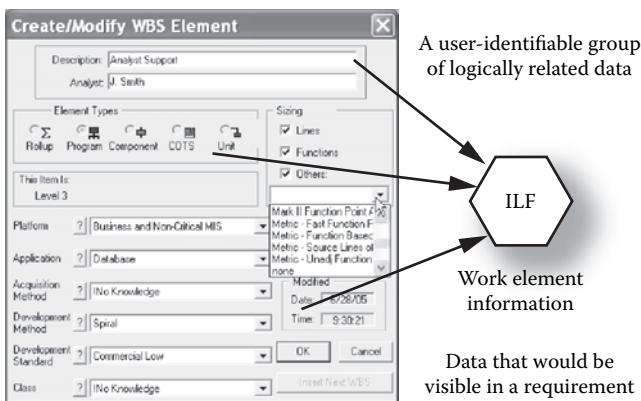 Create/Modify WBS Element
Description: Analyst Support
Analyst: J. Smith
Element Types
Rollup Program Component COTS Unit
Sizing
Lines
Functions
Others:
This Item Is:
Level 3
Mark II Function Point
Metric - Fast Function F
Metric - Function Based
Metric - Source Lines of
Metric - Unadj Function
none
Platform ? Business and Non-Critical MIS
Application ? Database
Acquisition
Method ? !No Knowledge
Development
Method ? Spiral
Development
Standard ? Commercial Low
Class ? !No Knowledge
Modified
Date: 6/28/05
Time: 9:30:21
OK Cancel
Insert Next WBS
A user-identifiable group
of logically related data
ILF
Work element
information
Data that would be
visible in a requirement